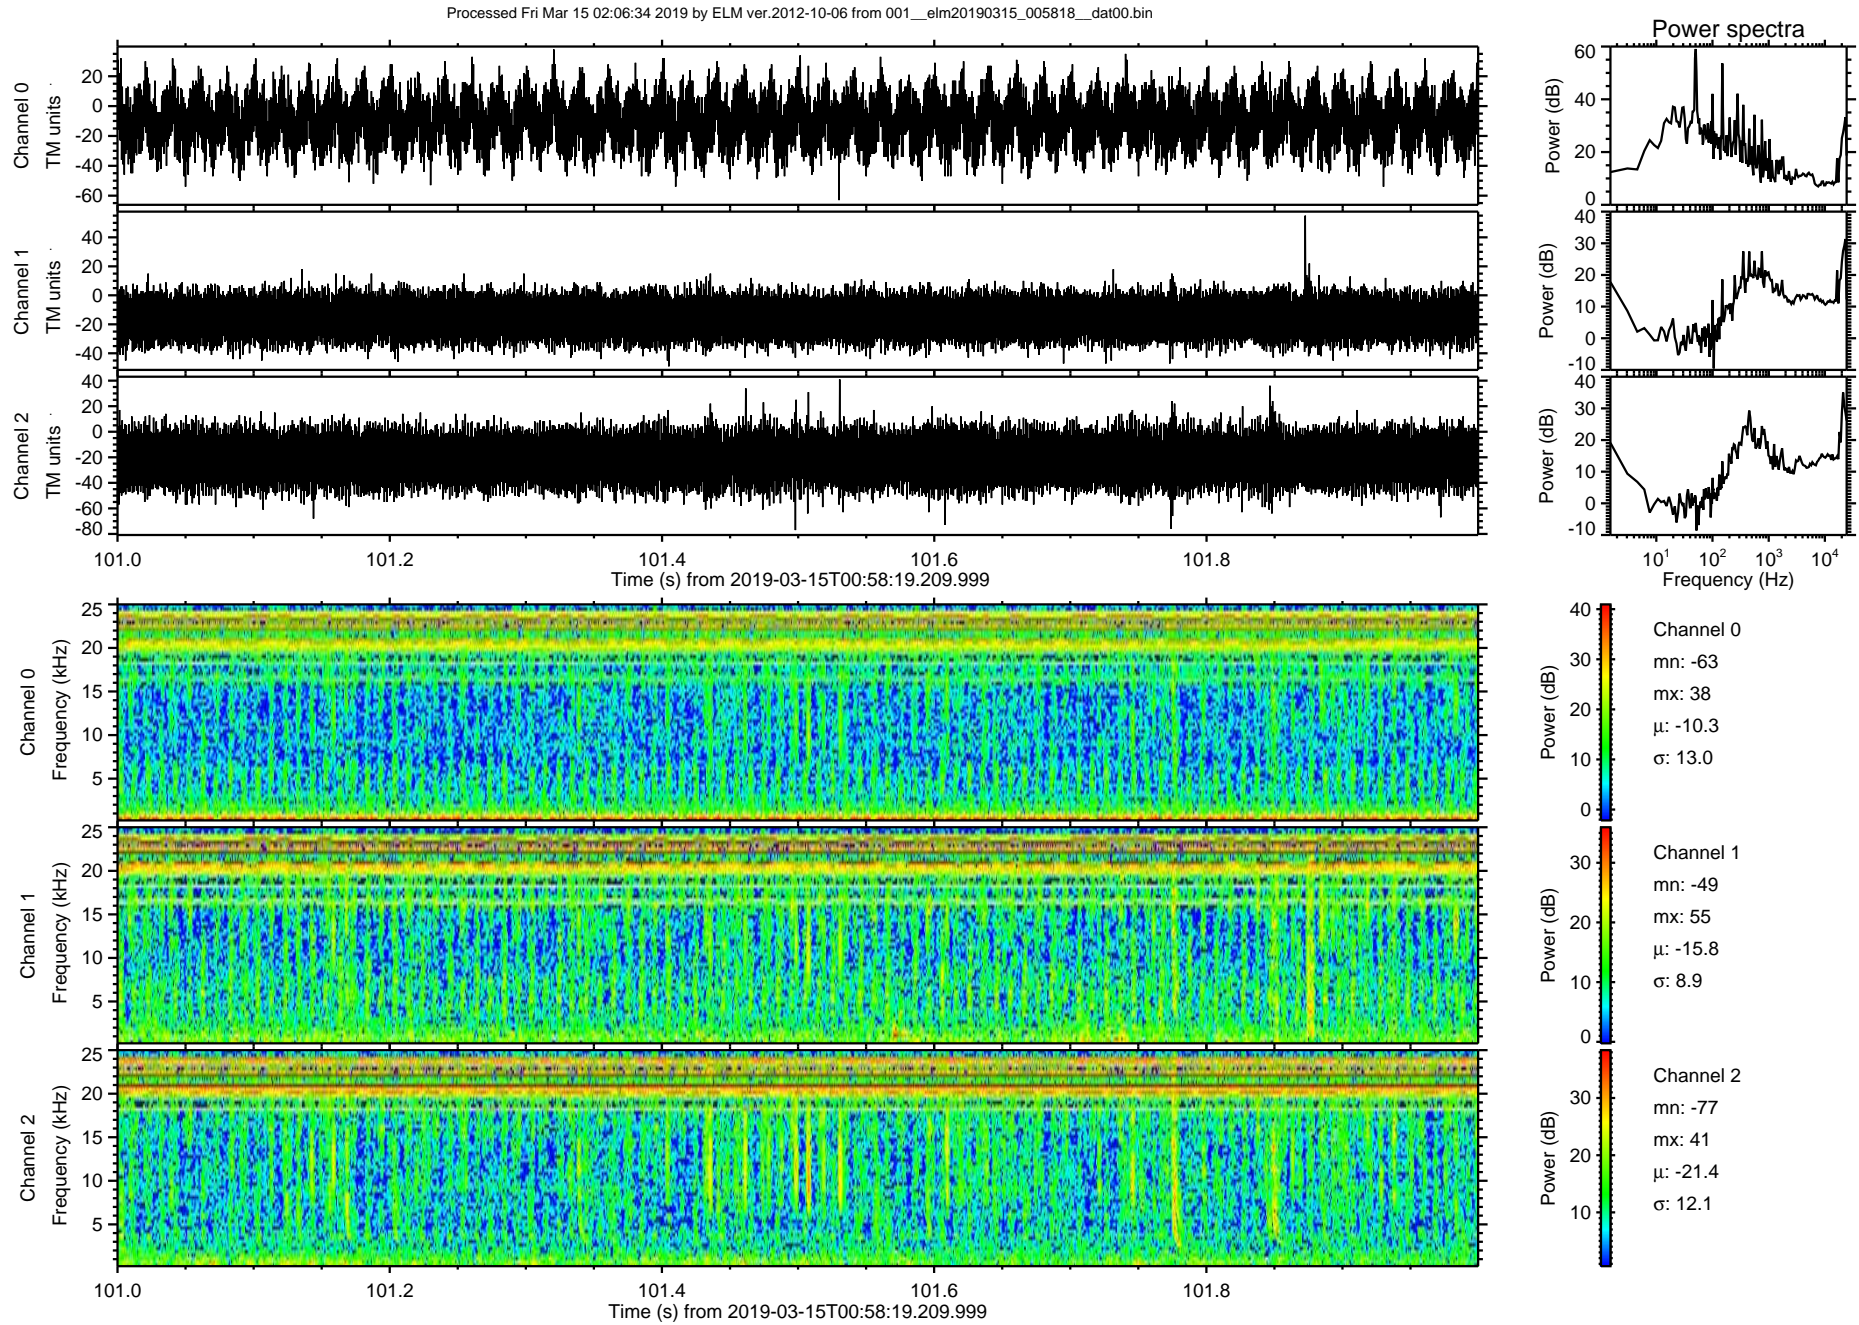 Processed Fri Mar 15 02:06:34 2019 by ELM ver.2012-10-06 from 001__elm20190315_005818__dat00.bin
Power spectra
Channel 0
TM units
20
0
-20
-40
-60
Power (dB)
60
40
20
0
Channel 1
TM units
40
20
0
-20
-40
Power (dB)
40
30
20
10
0
-10
Channel 2
TM units
40
20
0
-20
-40
-60
-80
Power (dB)
40
30
20
10
0
-10
101.0 101.2 101.4 101.6 101.8
Time (s) from 2019-03-15T00:58:19.209.999
10^1 10^2 10^3 10^4
Frequency (Hz)
Channel 0
Frequency (kHz)
25
20
15
10
5
Power (dB)
40
30
20
10
0
Channel 0
mn: -63
mx: 38
μ: -10.3
σ: 13.0
Channel 1
Frequency (kHz)
25
20
15
10
5
Power (dB)
30
20
10
0
Channel 1
mn: -49
mx: 55
μ: -15.8
σ: 8.9
Channel 2
Frequency (kHz)
25
20
15
10
5
Power (dB)
30
20
10
Channel 2
mn: -77
mx: 41
μ: -21.4
σ: 12.1
101.0 101.2 101.4 101.6 101.8
Time (s) from 2019-03-15T00:58:19.209.999